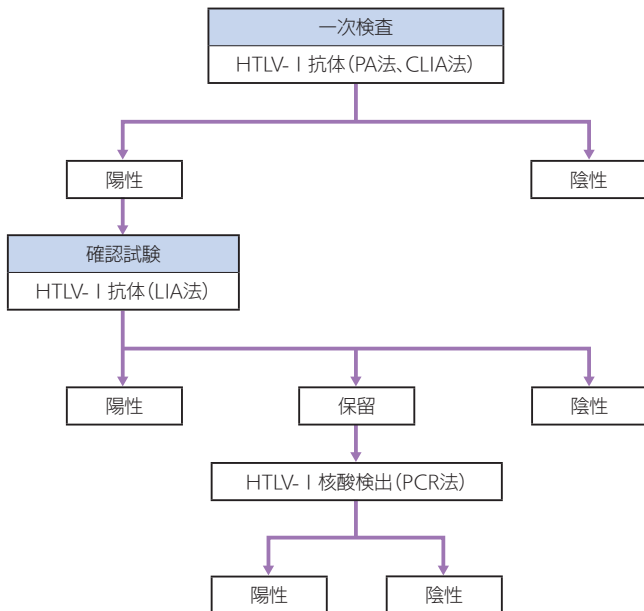 一次検査
HTLV-Ⅰ抗体(PA法、CLIA法)
陽性
陰性
確認試験
HTLV-Ⅰ抗体(LIA法)
陽性
保留
陰性
HTLV-Ⅰ核酸検出(PCR法)
陽性
陰性